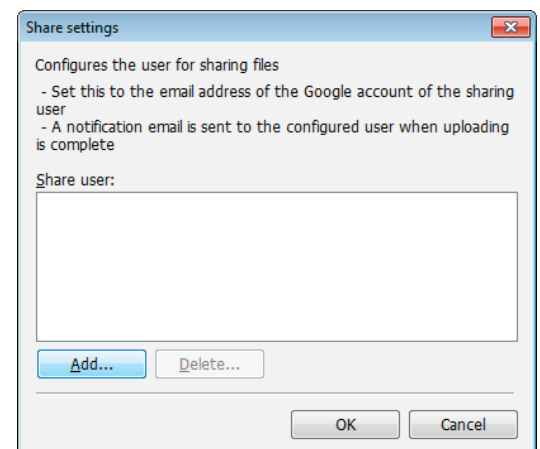 Share settings
Configures the user for sharing files
- Set this to the email address of the Google account of the sharing
user
- A notification email is sent to the configured user when uploading
is complete
Share user:
Add...
Delete...
OK
Cancel